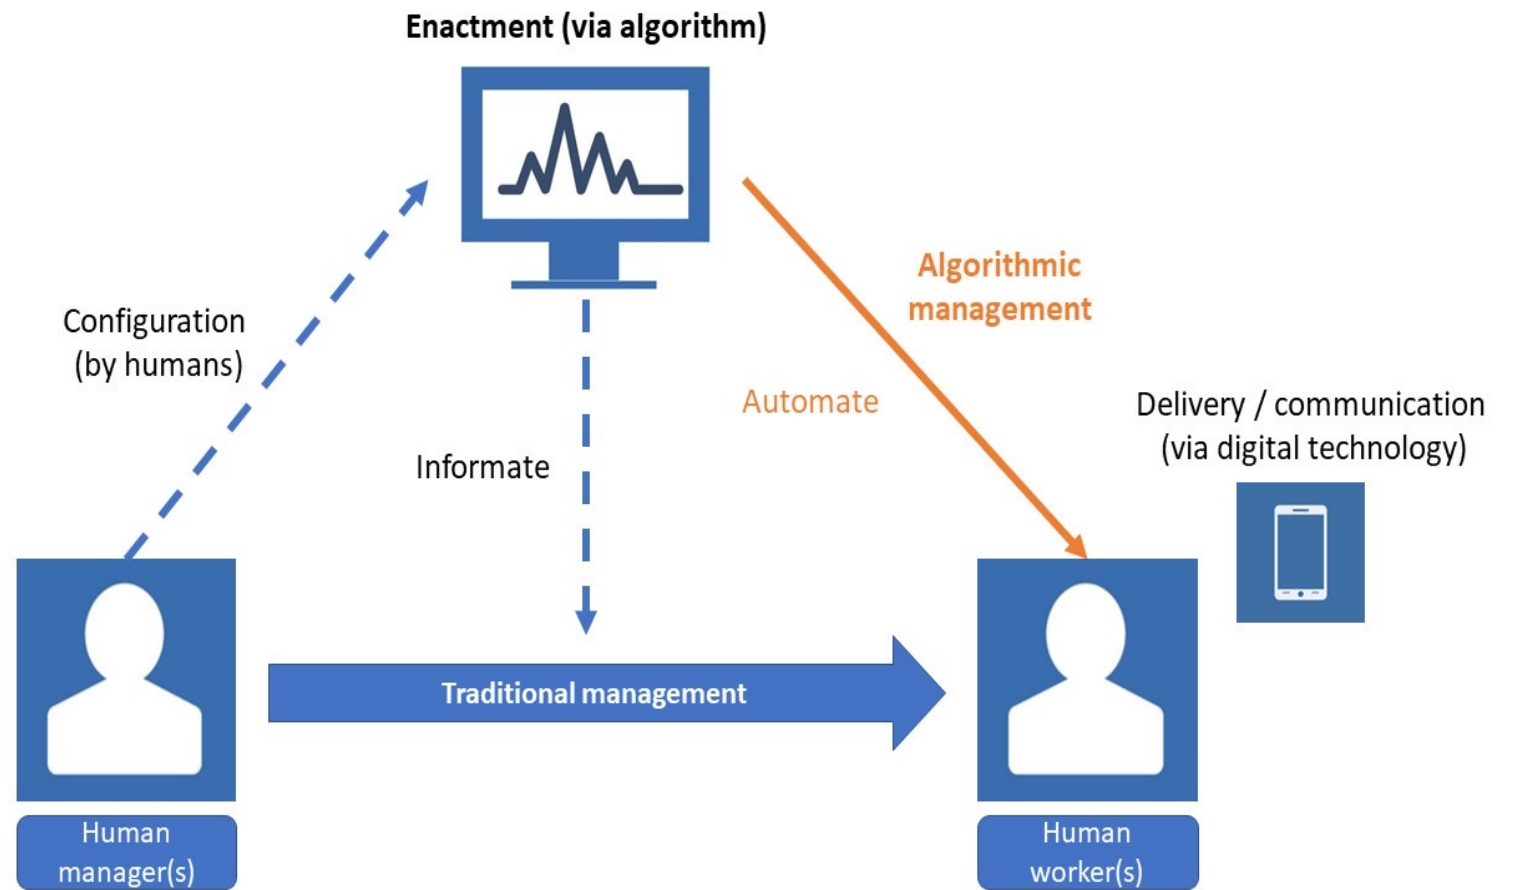 Enactment (via algorithm)
Algorithmic
management
Configuration
(by humans)
Automate
Delivery / communication
(via digital technology)
Informate
Traditional management
Human
manager(s)
Human
worker(s)